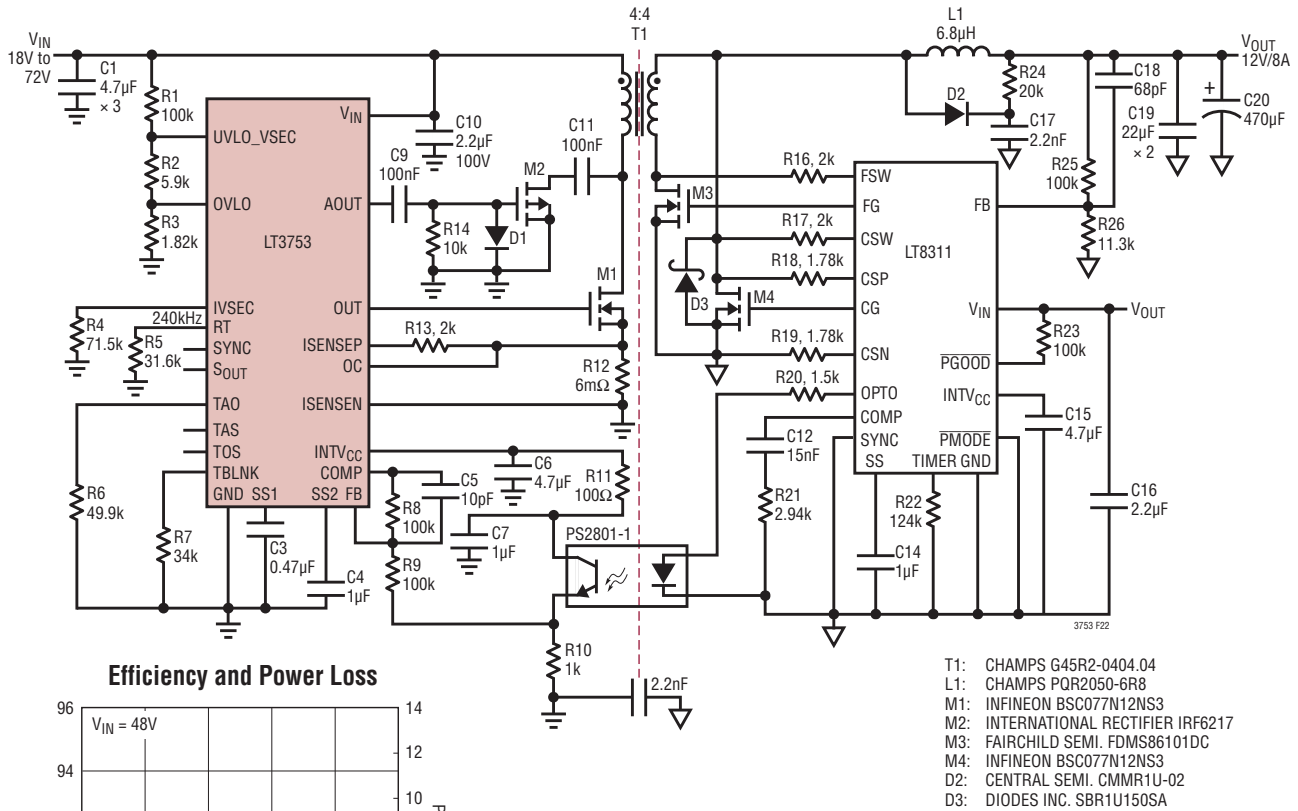 4:4
T1
L1
6.8µH
VIN
18V to
72V
C1
4.7µF
× 3
R1
100k
R2
5.9k
R3
1.82k
UVLO_VSEC
OVLO
LT3753
VIN
AOUT
C10
2.2µF
100V
C9
100nF
M2
C11
100nF
R14
10k
D1
M1
IVSEC
240kHz
RT
SYNC
SOUT
TAO
TAS
TOS
TBLNK
GND SS1
SS2 FB
OUT
ISENSEP
OC
ISENSEN
INTVCC
COMP
R4
71.5k
R5
31.6k
R6
49.9k
R7
34k
C3
0.47µF
C4
1µF
R13, 2k
R12
6mΩ
C6
4.7µF
R11
100Ω
C5
10pF
R8
100k
C7
1µF
R9
100k
PS2801-1
R10
1k
2.2nF
D2
R24
20k
C17
2.2nF
C18
68pF
C19
22µF
× 2
+
C20
470µF
VOUT
12V/8A
R25
100k
R26
11.3k
R16, 2k
M3
R17, 2k
R18, 1.78k
D3
M4
R19, 1.78k
R20, 1.5k
FSW
FG
CSW
CSP
CG
CSN
OPTO
COMP
SYNC
SS
LT8311
FB
VIN
PGOOD
INTVCC
PMODE
TIMER GND
VOUT
R23
100k
C15
4.7µF
C16
2.2µF
C12
15nF
R21
2.94k
R22
124k
C14
1µF
3753 F22
T1: CHAMPS G45R2-0404.04
L1: CHAMPS PQR2050-6R8
M1: INFINEON BSC077N12NS3
M2: INTERNATIONAL RECTIFIER IRF6217
M3: FAIRCHILD SEMI. FDMS86101DC
M4: INFINEON BSC077N12NS3
D2: CENTRAL SEMI. CMMR1U-02
D3: DIODES INC. SBR1U150SA
Efficiency and Power Loss
96
94
VIN = 48V
14
12
10